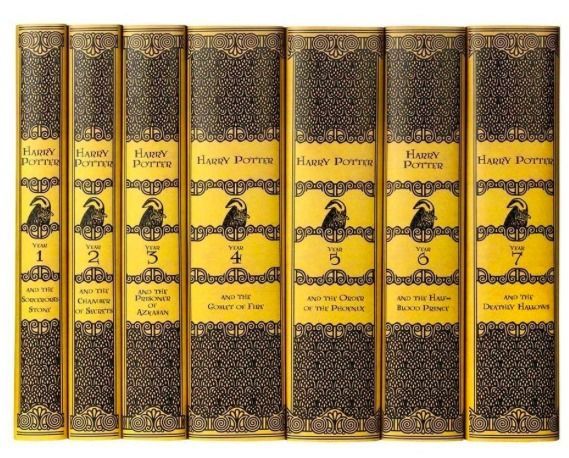 Harry
Potter
Year
1
and the
Sorcerer's
Stone
Harry
Potter
Year
2
and the
Chamber
of Secrets
Harry
Potter
Year
3
and the
Prisoner
of
Azkaban
Harry Potter
Year
4
and the
Goblet of Fire
Harry Potter
Year
5
and the Order
of the Phoenix
Harry
Potter
Year
6
and the Half-
Blood Prince
Harry Potter
Year
7
and the
Deathly Hallows